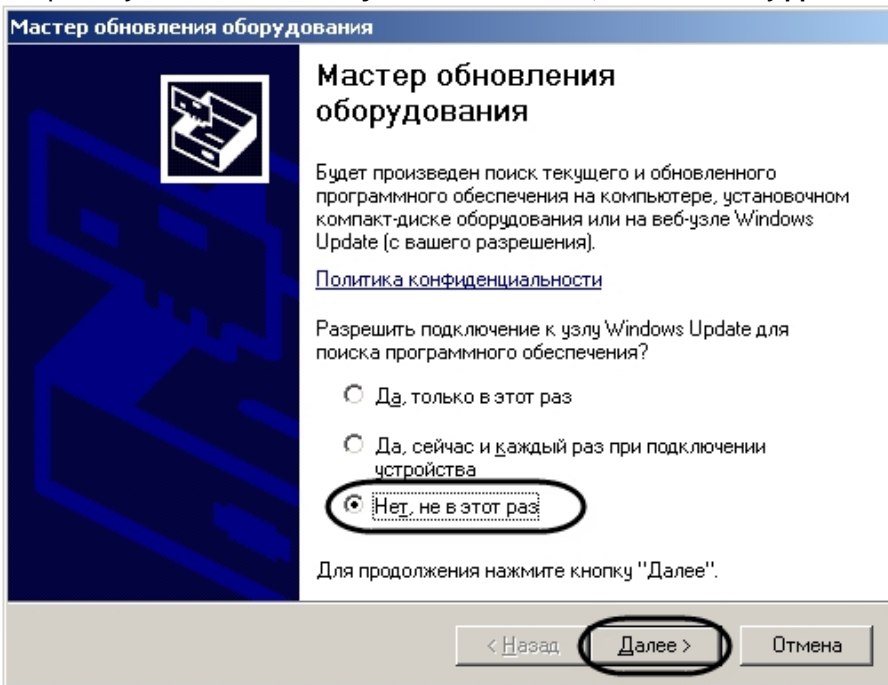 Мастер обновления оборудования
Мастер обновления
оборудования
Будет произведен поиск текущего и обновленного
программного обеспечения на компьютере, установочном
компакт-диске оборудования или на веб-узле Windows
Update (с вашего разрешения).
Политика конфиденциальности
Разрешить подключение к узлу Windows Update для
поиска программного обеспечения?
Да, только в этот раз
Да, сейчас и каждый раз при подключении
устройства
Нет, не в этот раз
Для продолжения нажмите кнопку "Далее".
< Назад
Далее >
Отмена